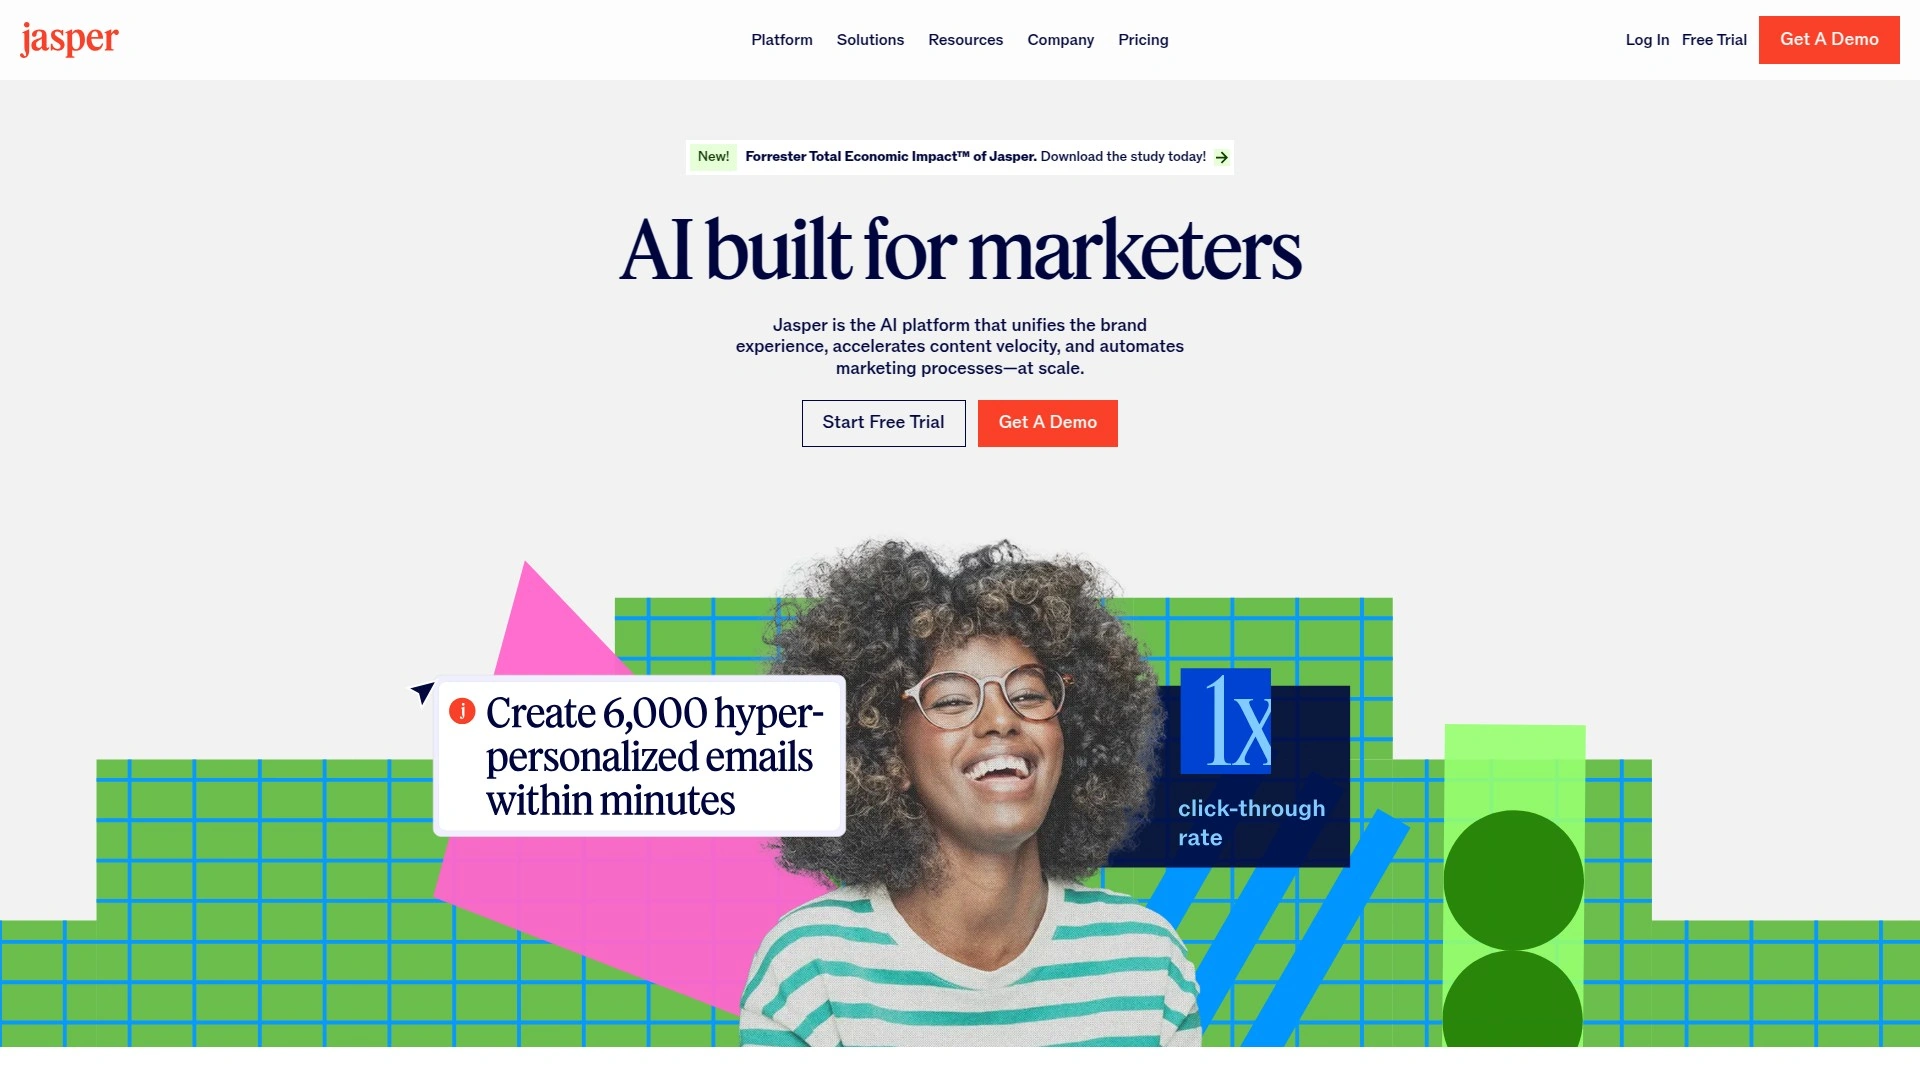 jasper
Platform
Solutions
Resources
Company
Pricing
Log In
Free Trial
Get A Demo
New! Forrester Total Economic Impact™ of Jasper. Download the study today!
AI built for marketers
Jasper is the AI platform that unifies the brand
experience, accelerates content velocity, and automates
marketing processes—at scale.
Start Free Trial
Get A Demo
j
Create 6,000 hyper-
personalized emails
within minutes
1x
click-through
rate